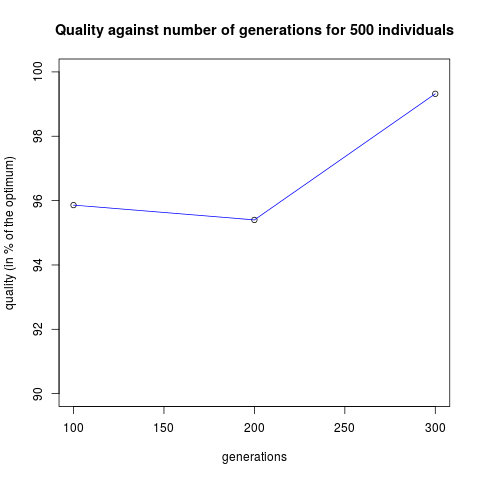 Quality against number of generations for 500 individuals
quality (in % of the optimum)
100
98
96
94
92
90
100 150 200 250 300
generations